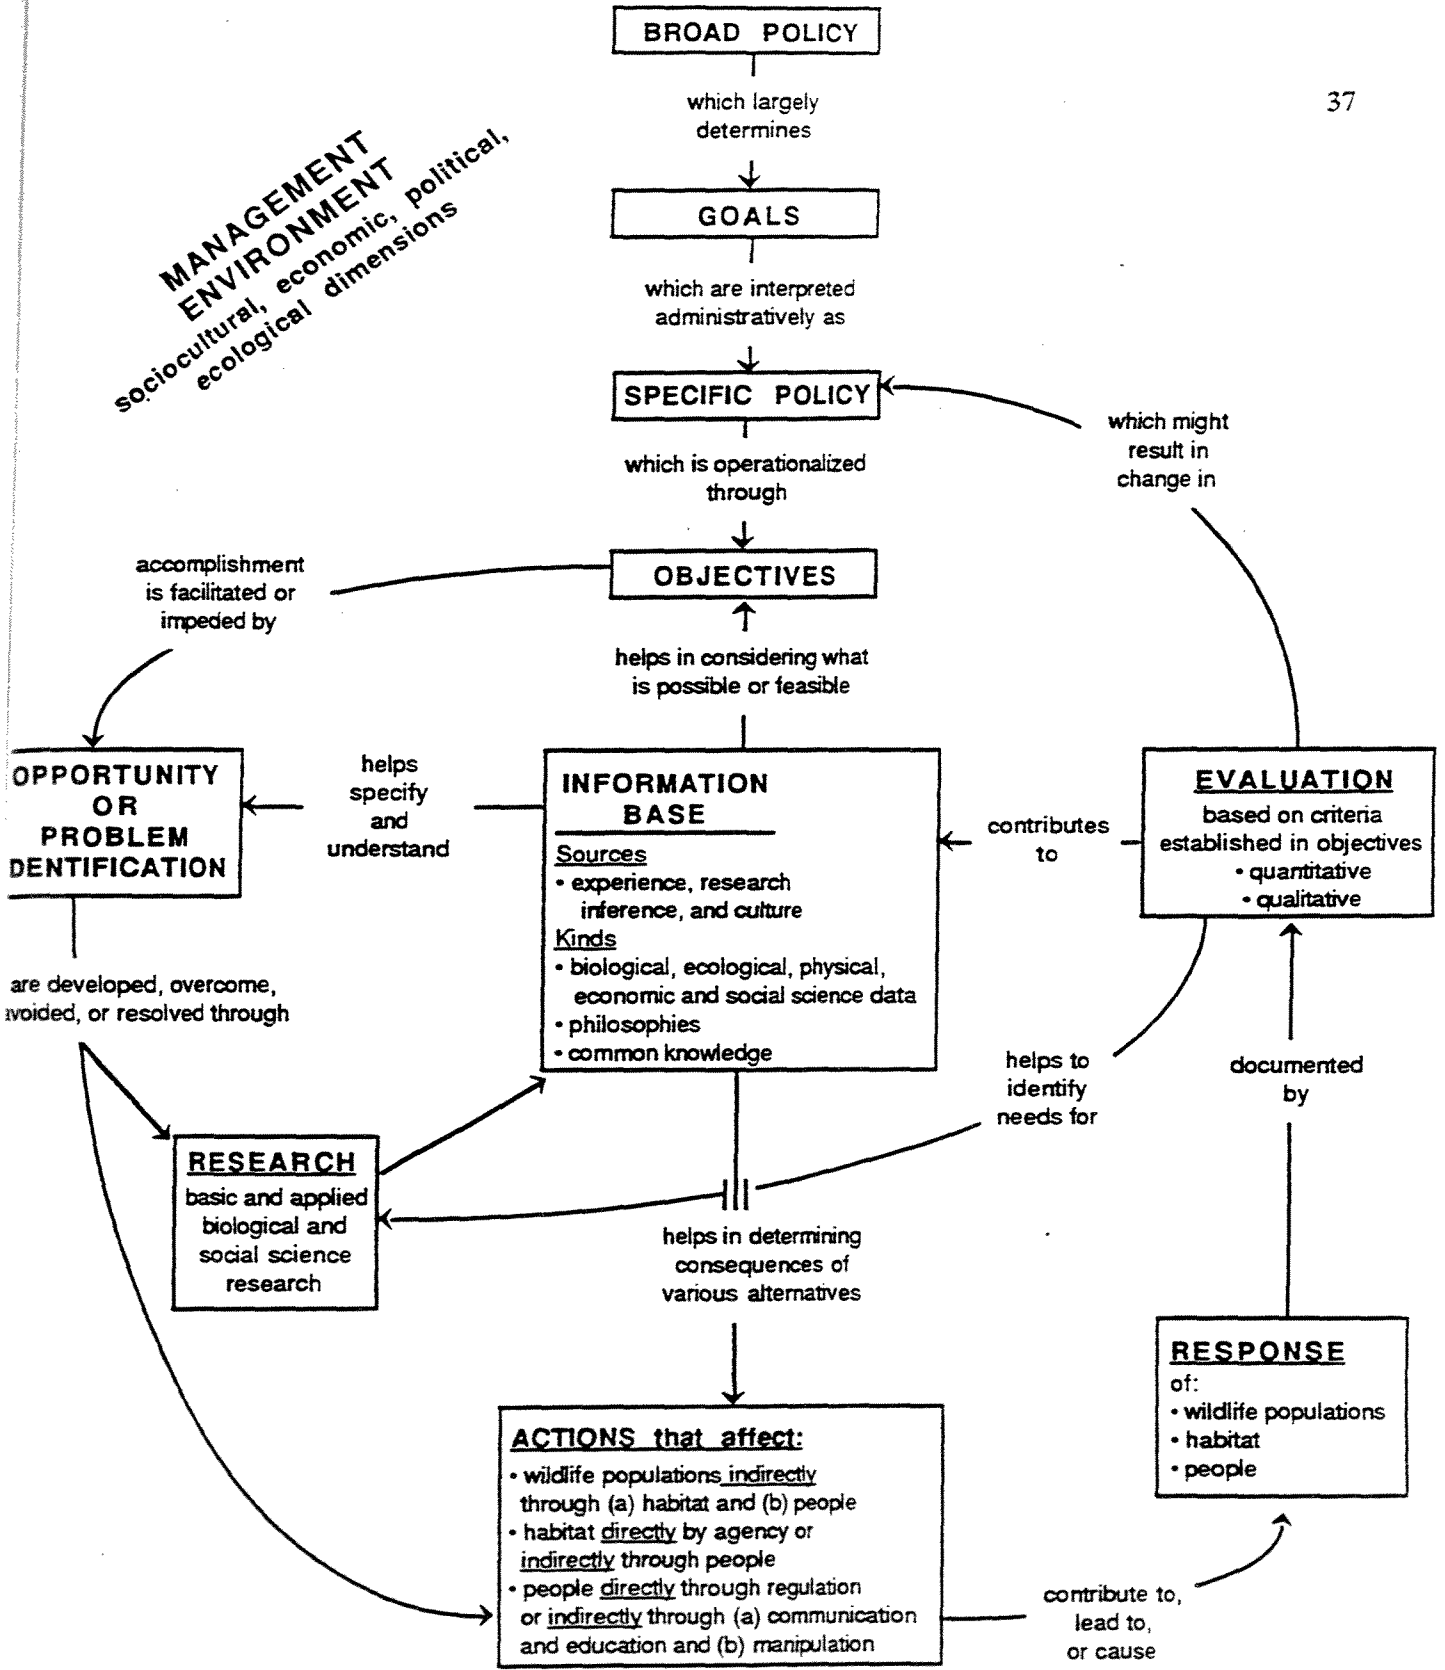 BROAD POLICY
37
which largely
determines
MANAGEMENT
ENVIRONMENT
sociocultural, economic, political,
ecological dimensions
GOALS
which are interpreted
administratively as
SPECIFIC POLICY
which might
result in
change in
which is operationalized
through
accomplishment
is facilitated or
impeded by
OBJECTIVES
helps in considering what
is possible or feasible
OPPORTUNITY
OR
PROBLEM
DENTIFICATION
helps
specify
and
understand
INFORMATION
BASE
Sources
• experience, research
inference, and culture
Kinds
• biological, ecological, physical,
economic and social science data
• philosophies
• common knowledge
contributes
to
EVALUATION
based on criteria
established in objectives
• quantitative
• qualitative
are developed, overcome,
avoided, or resolved through
helps to
identify
needs for
documented
by
RESEARCH
basic and applied
biological and
social science
research
helps in determining
consequences of
various alternatives
RESPONSE
of:
• wildlife populations
• habitat
• people
ACTIONS that affect:
• wildlife populations indirectly
through (a) habitat and (b) people
• habitat directly by agency or
indirectly through people
• people directly through regulation
or indirectly through (a) communication
and education and (b) manipulation
contribute to,
lead to,
or cause